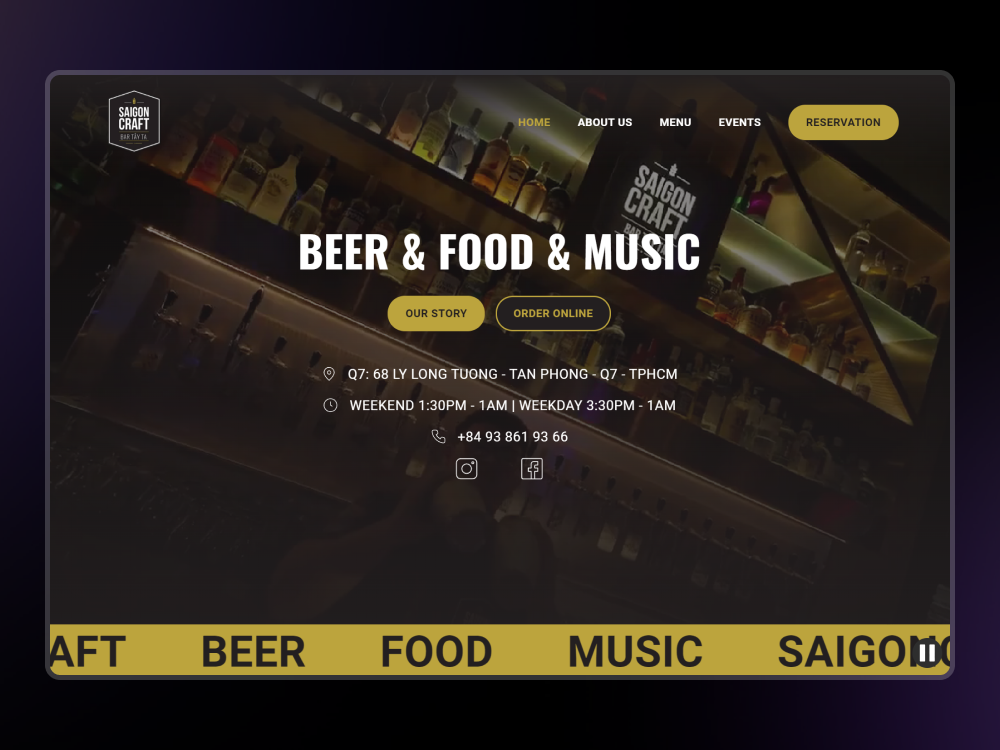 SAIGON
CRAFT
BAR TÂY TA
HOME
ABOUT US
MENU
EVENTS
RESERVATION
SAIGON
CRAFT
BEER & FOOD & MUSIC
OUR STORY
ORDER ONLINE
Q7: 68 LY LONG TUONG - TAN PHONG - Q7 - TPHCM
WEEKEND 1:30PM - 1AM | WEEKDAY 3:30PM - 1AM
+84 93 861 93 66
AFT BEER FOOD MUSIC SAIGON